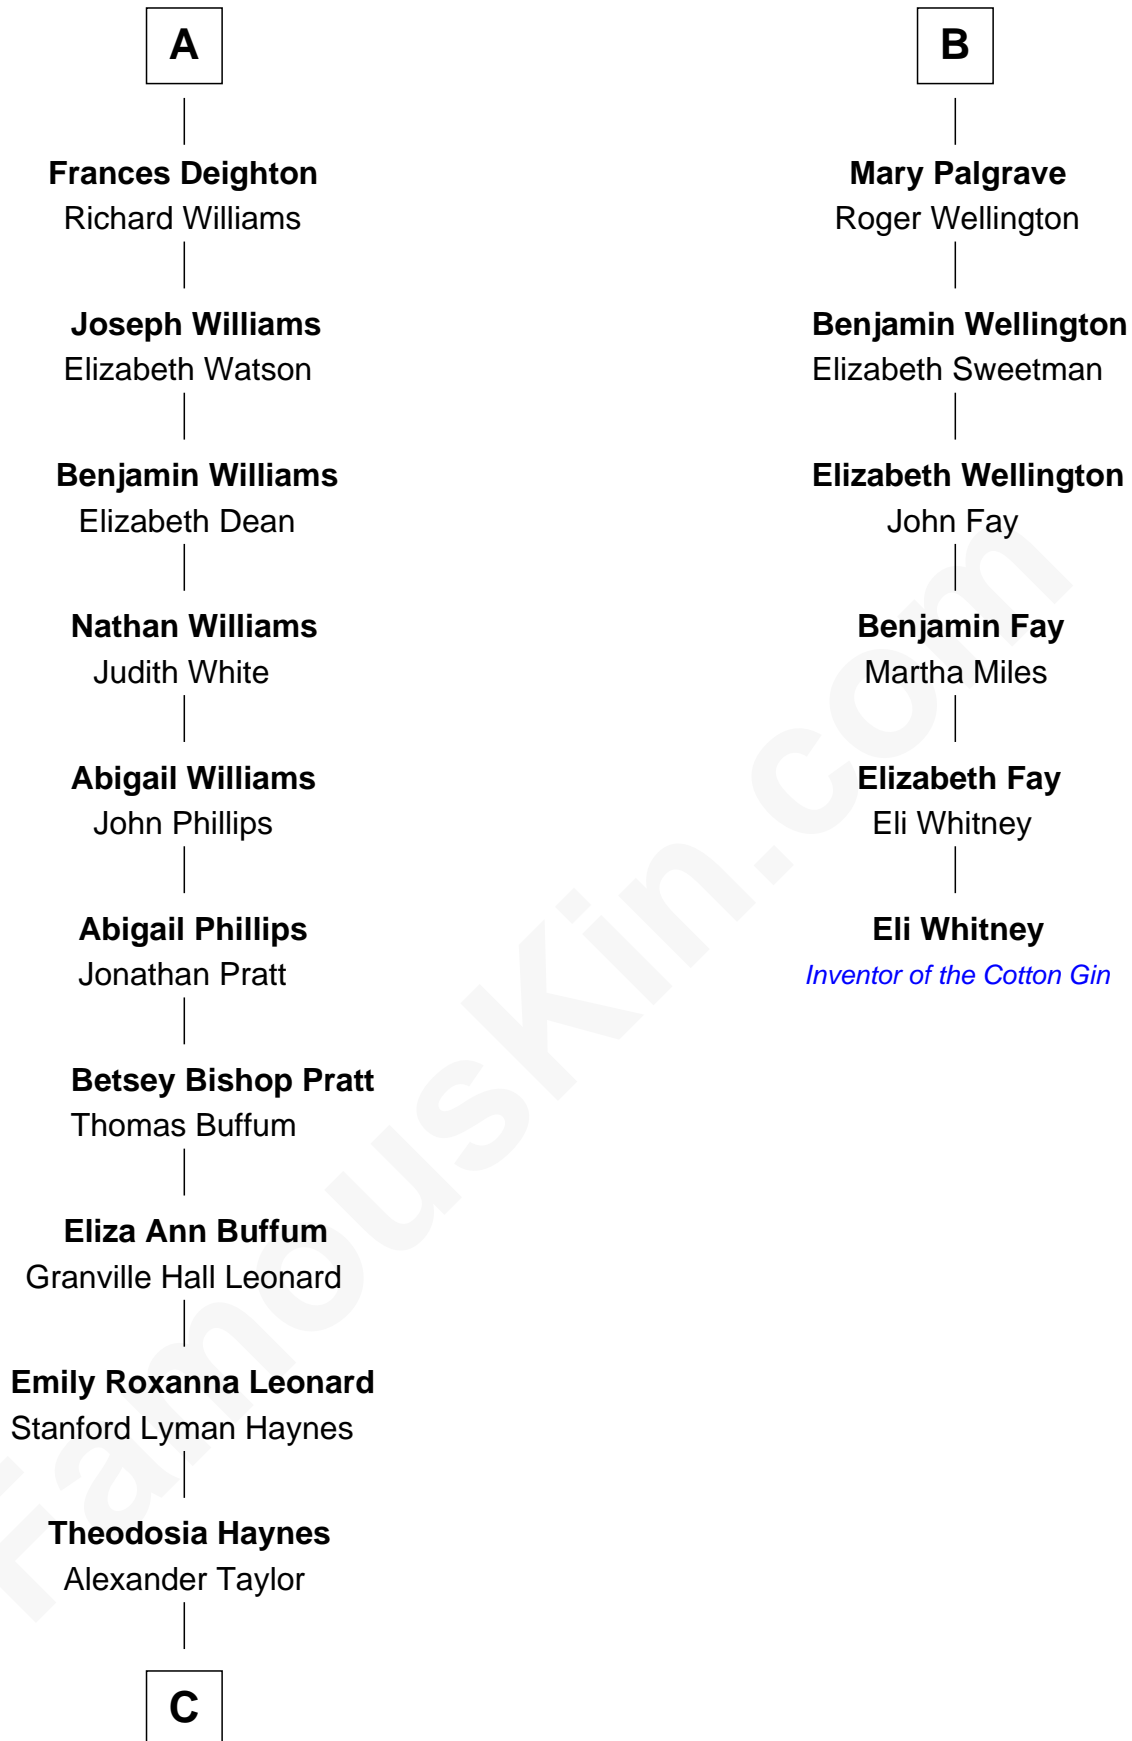 A
Frances Deighton
Richard Williams
Joseph Williams
Elizabeth Watson
Benjamin Williams
Elizabeth Dean
Nathan Williams
Judith White
Abigail Williams
John Phillips
Abigail Phillips
Jonathan Pratt
Betsey Bishop Pratt
Thomas Buffum
Eliza Ann Buffum
Granville Hall Leonard
Emily Roxanna Leonard
Stanford Lyman Haynes
Theodosia Haynes
Alexander Taylor
C
B
Mary Palgrave
Roger Wellington
Benjamin Wellington
Elizabeth Sweetman
Elizabeth Wellington
John Fay
Benjamin Fay
Martha Miles
Elizabeth Fay
Eli Whitney
Eli Whitney
Inventor of the Cotton Gin
FamousKin.com